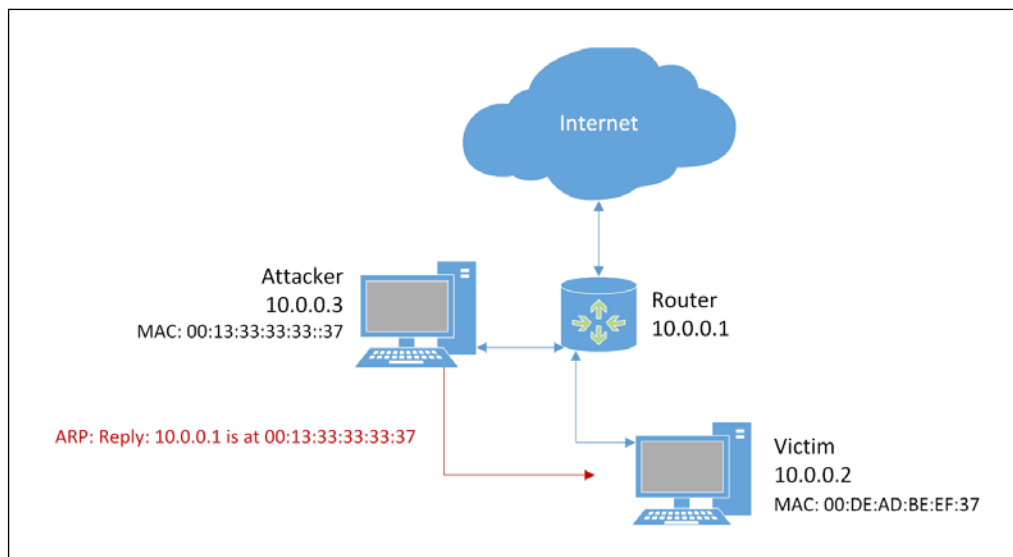 Internet
Attacker
10.0.0.3
MAC: 00:13:33:33:33::37
Router
10.0.0.1
ARP: Reply: 10.0.0.1 is at 00:13:33:33:33:37
Victim
10.0.0.2
MAC: 00:DE:AD:BE:EF:37